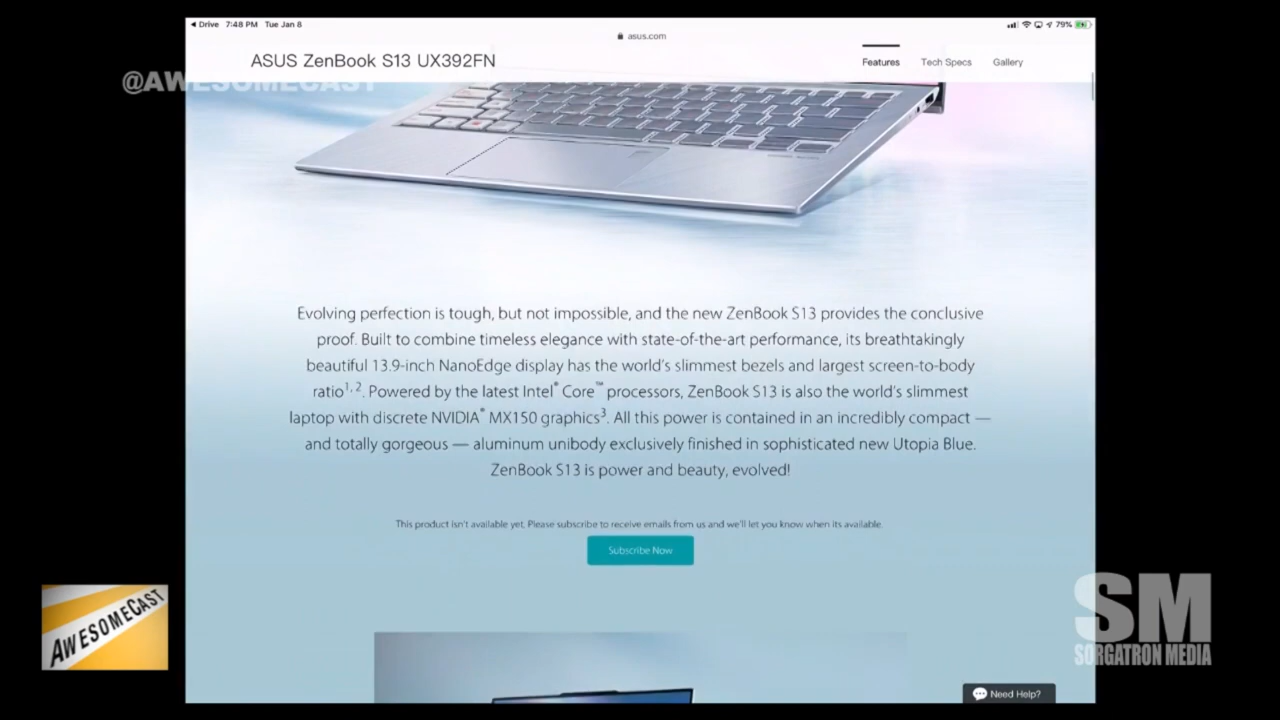 Drive 7:48 PM Tue Jan 8
79%
asus.com
ASUS ZenBook S13 UX392FN
Features Tech Specs Gallery
@AWESOMECAST
Evolving perfection is tough, but not impossible, and the new ZenBook S13 provides the conclusive
proof. Built to combine timeless elegance with state-of-the-art performance, its breathtakingly
beautiful 13.9-inch NanoEdge display has the world's slimmest bezels and largest screen-to-body
ratio1, 2. Powered by the latest Intel® Core™ processors, ZenBook S13 is also the world's slimmest
laptop with discrete NVIDIA® MX150 graphics3. All this power is contained in an incredibly compact —
and totally gorgeous — aluminum unibody exclusively finished in sophisticated new Utopia Blue.
ZenBook S13 is power and beauty, evolved!
This product isn't available yet. Please subscribe to receive emails from us and we'll let you know when its available.
Subscribe Now
AWESOMECAST
SM
SORGATRON MEDIA
Need Help?